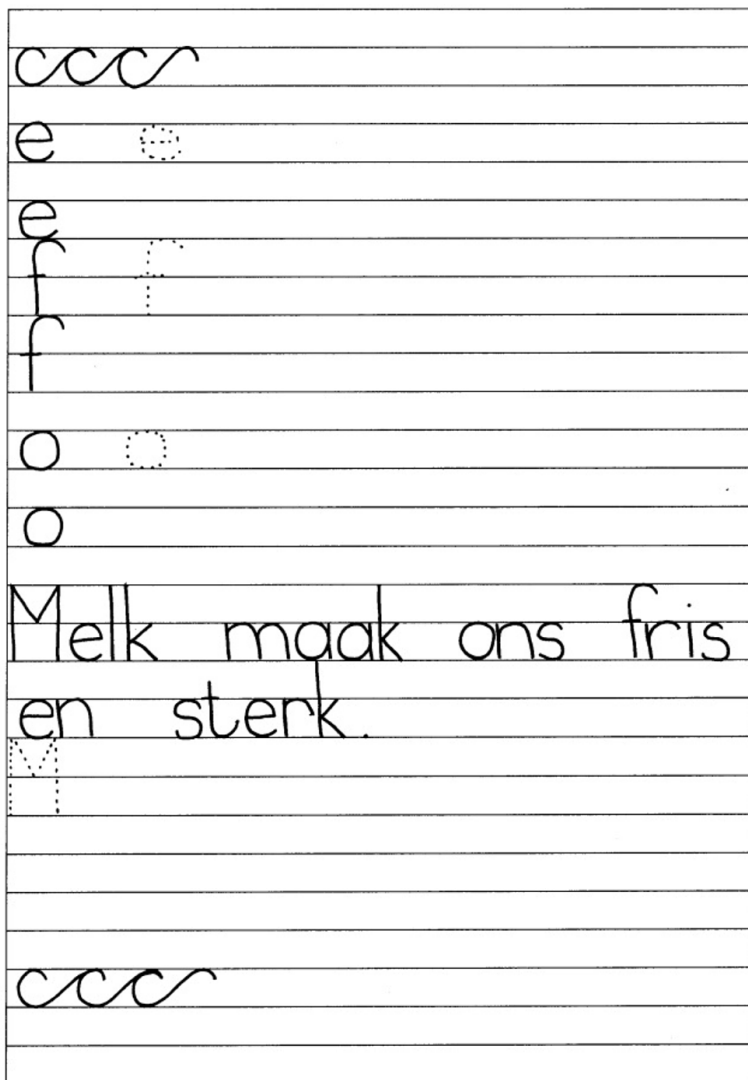 ccc
e e
e
f f
f
o o
o
Melk maak ons fris
en sterk.
M
ccc